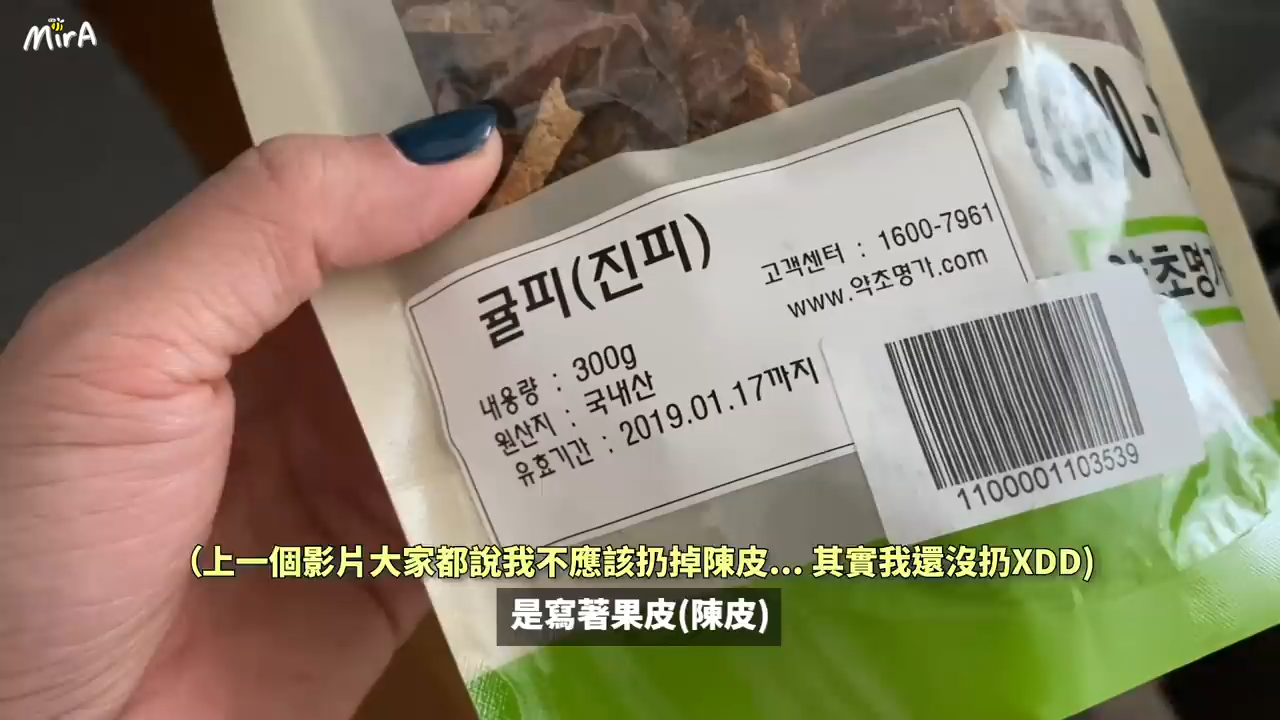 MirA
귤피(진피)
고객센터 : 1600-7961
www.약초명가.com
내용량 : 300g
원산지 : 국내산
유효기간 : 2019.01.17까지
약초명가
1100001103539
(上一個影片大家都說我不應該扔掉陳皮... 其實我還沒扔XDD)
是寫著果皮(陳皮)